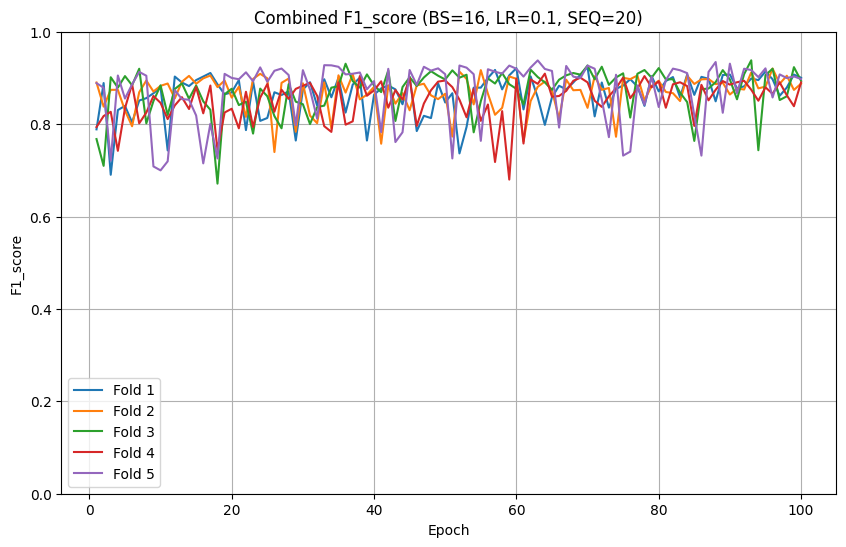 Combined F1_score (BS=16, LR=0.1, SEQ=20)
F1_score
1.0
0.8
0.6
0.4
0.2
0.0
Fold 1
Fold 2
Fold 3
Fold 4
Fold 5
0
20
40
60
80
100
Epoch